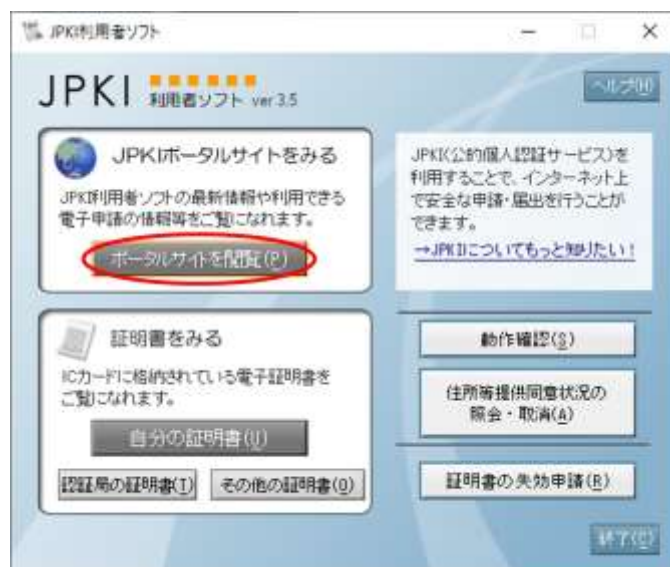 JPKI利用者ソフト
JPKI 利用者ソフト ver 3.5
ヘルプ(H)
JPKIポータルサイトをみる
JPKI利用者ソフトの最新情報や利用できる
電子申請の情報等をご覧になれます。
ポータルサイトを閲覧(P)
JPKI(公的個人認証サービス)を
利用することで、インターネット上
で安全な申請・届出を行うことが
できます。
→JPKIについてもっと知りたい!
証明書をみる
ICカードに格納されている電子証明書を
ご覧になれます。
自分の証明書(U)
認証局の証明書(T)
その他の証明書(O)
動作確認(S)
住所等提供同意状況の
照会・取消(A)
証明書の失効申請(R)
終了(C)